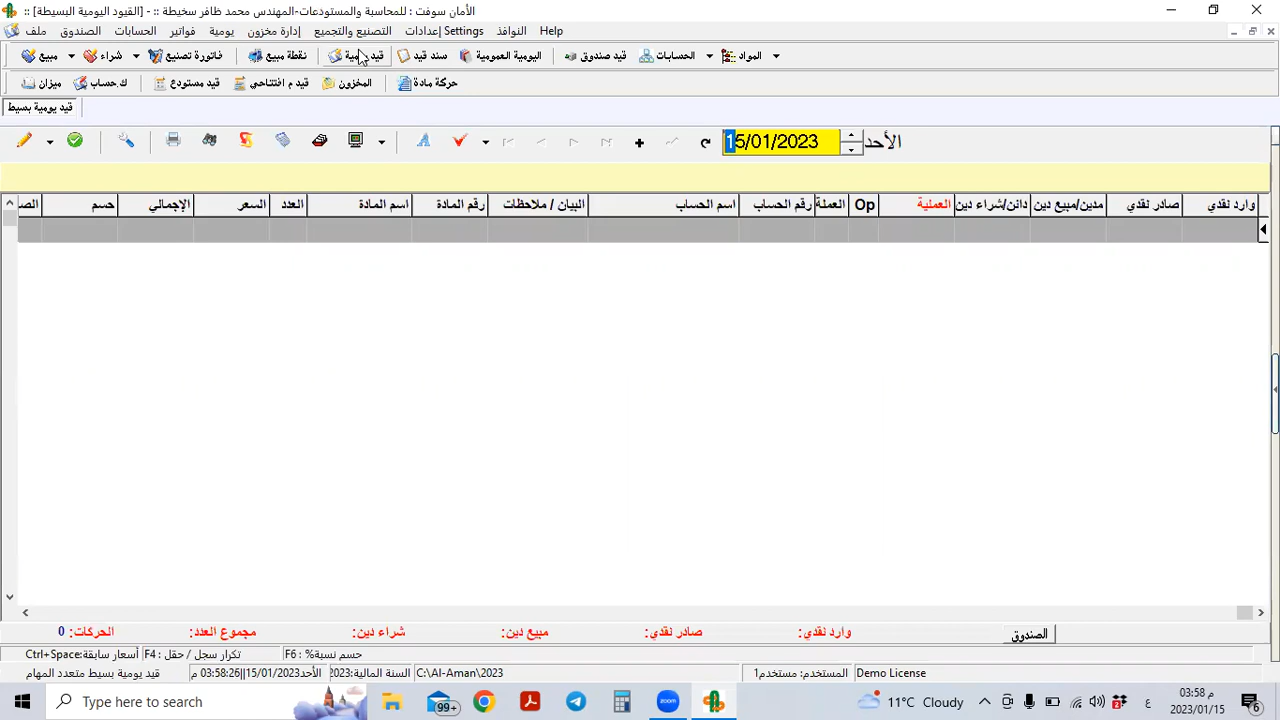 الأمان سوفت : للمحاسبة والمستودعات-المهندس محمد ظافر سخيطة :: - [القيود اليومية البسيطة] ::
ملف الصندوق الحسابات فواتير يومية إدارة مخزون التصنيع والتجميع إعدادات Settings النوافذ Help
مبيع شراء فاتورة تصنيع نقطة مبيع قيد يومية سند قيد اليومية العمومية قيد صندوق الحسابات المواد
ميزان ك.حساب قيد مستودع قيد م افتتاحي المخزون حركة مادة
قيد يومية بسيط
15/01/2023 الأحد
وارد نقدي صادر نقدي مدين/مبيع دين دائن/شراء دين العملية Op العملة رقم الحساب اسم الحساب البيان / ملاحظات رقم المادة اسم المادة العدد السعر الإجمالي حسم الص
الصندوق وارد نقدي: صادر نقدي: مبيع دين: شراء دين: مجموع العدد: الحركات: 0
أسعار سابقة:Ctrl+Space تكرار سجل / حقل : F4 حسم نسبة% : F6
قيد يومية بسيط متعدد المهام الأحد15/01/2023||03:58:26 م السنة المالية:2023 C:\Al-Aman\2023 المستخدم: مستخدم1 Demo License
Type here to search 99+ 11°C Cloudy 2 ع 03:58 م
2023/01/15 6